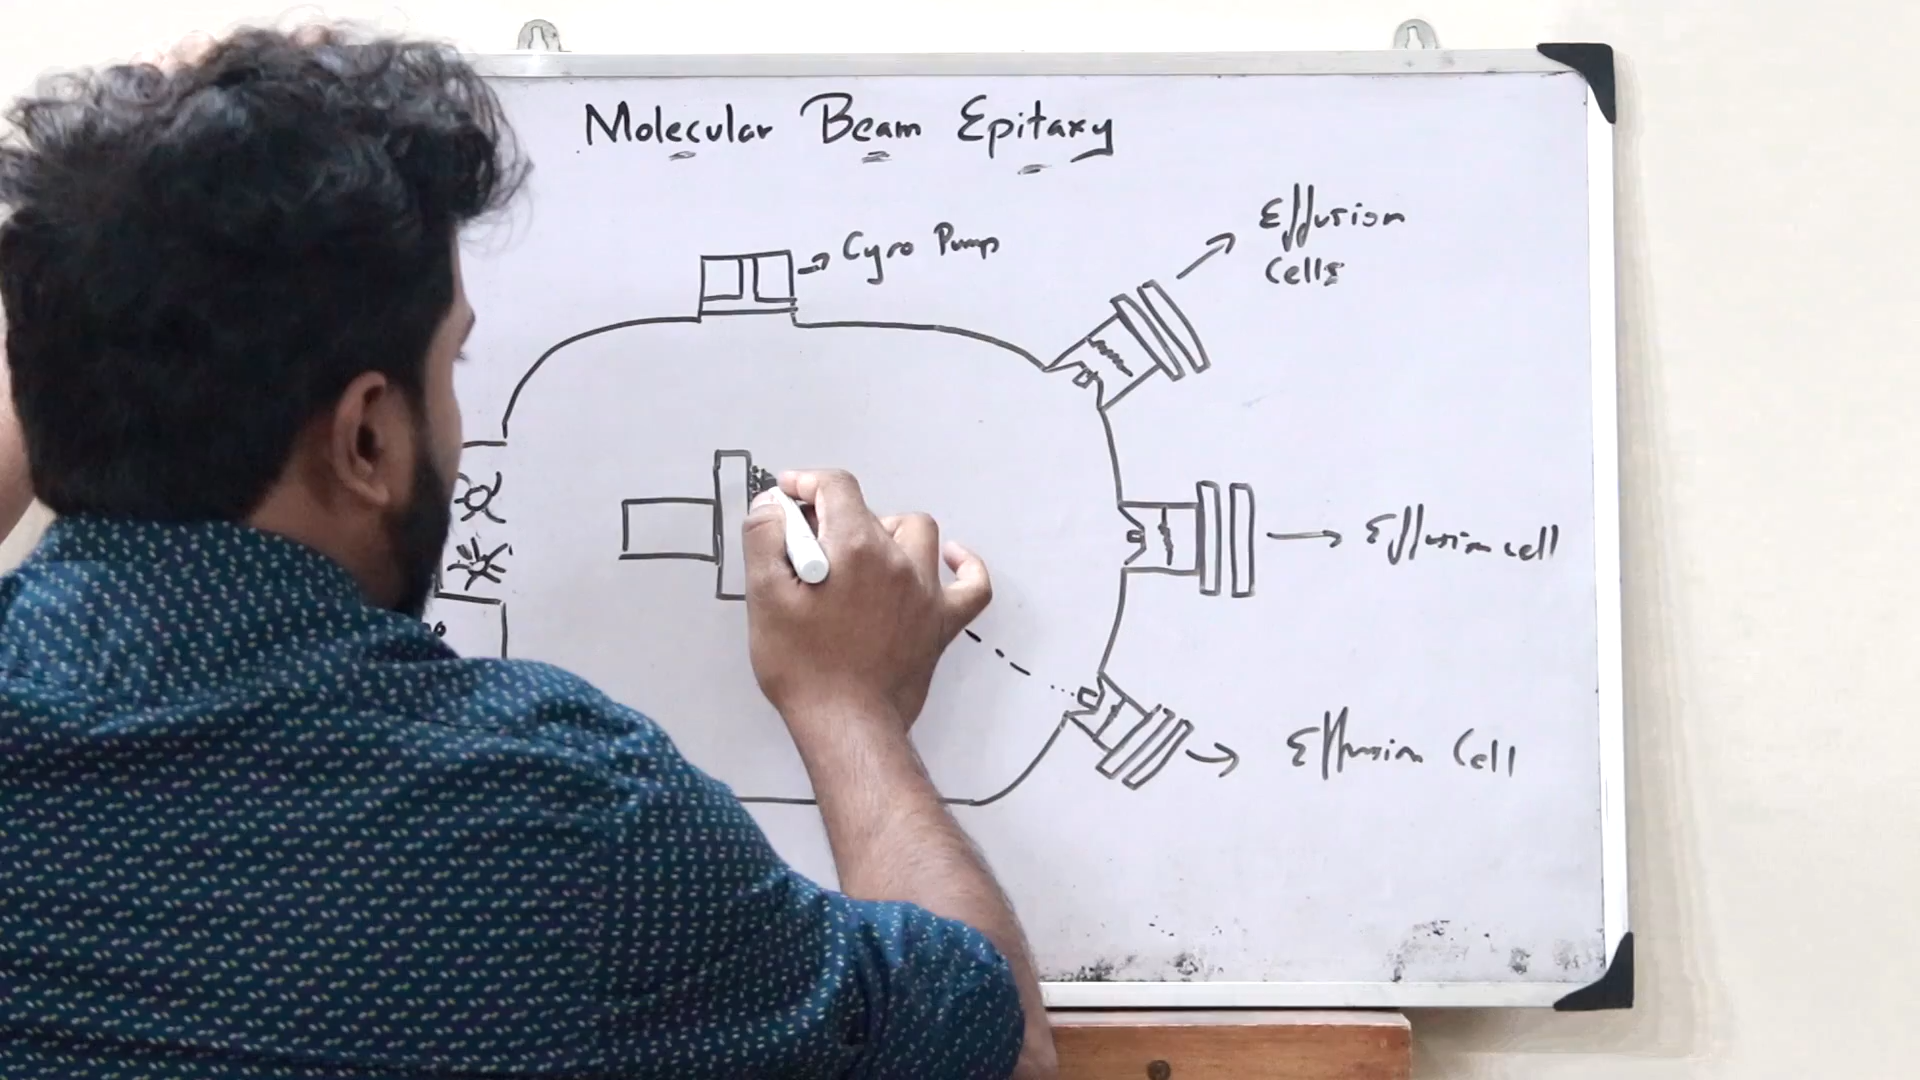 Molecular Beam Epitaxy
Cyro Pump
Effusion
Cells
Effusion cell
Effusion Cell